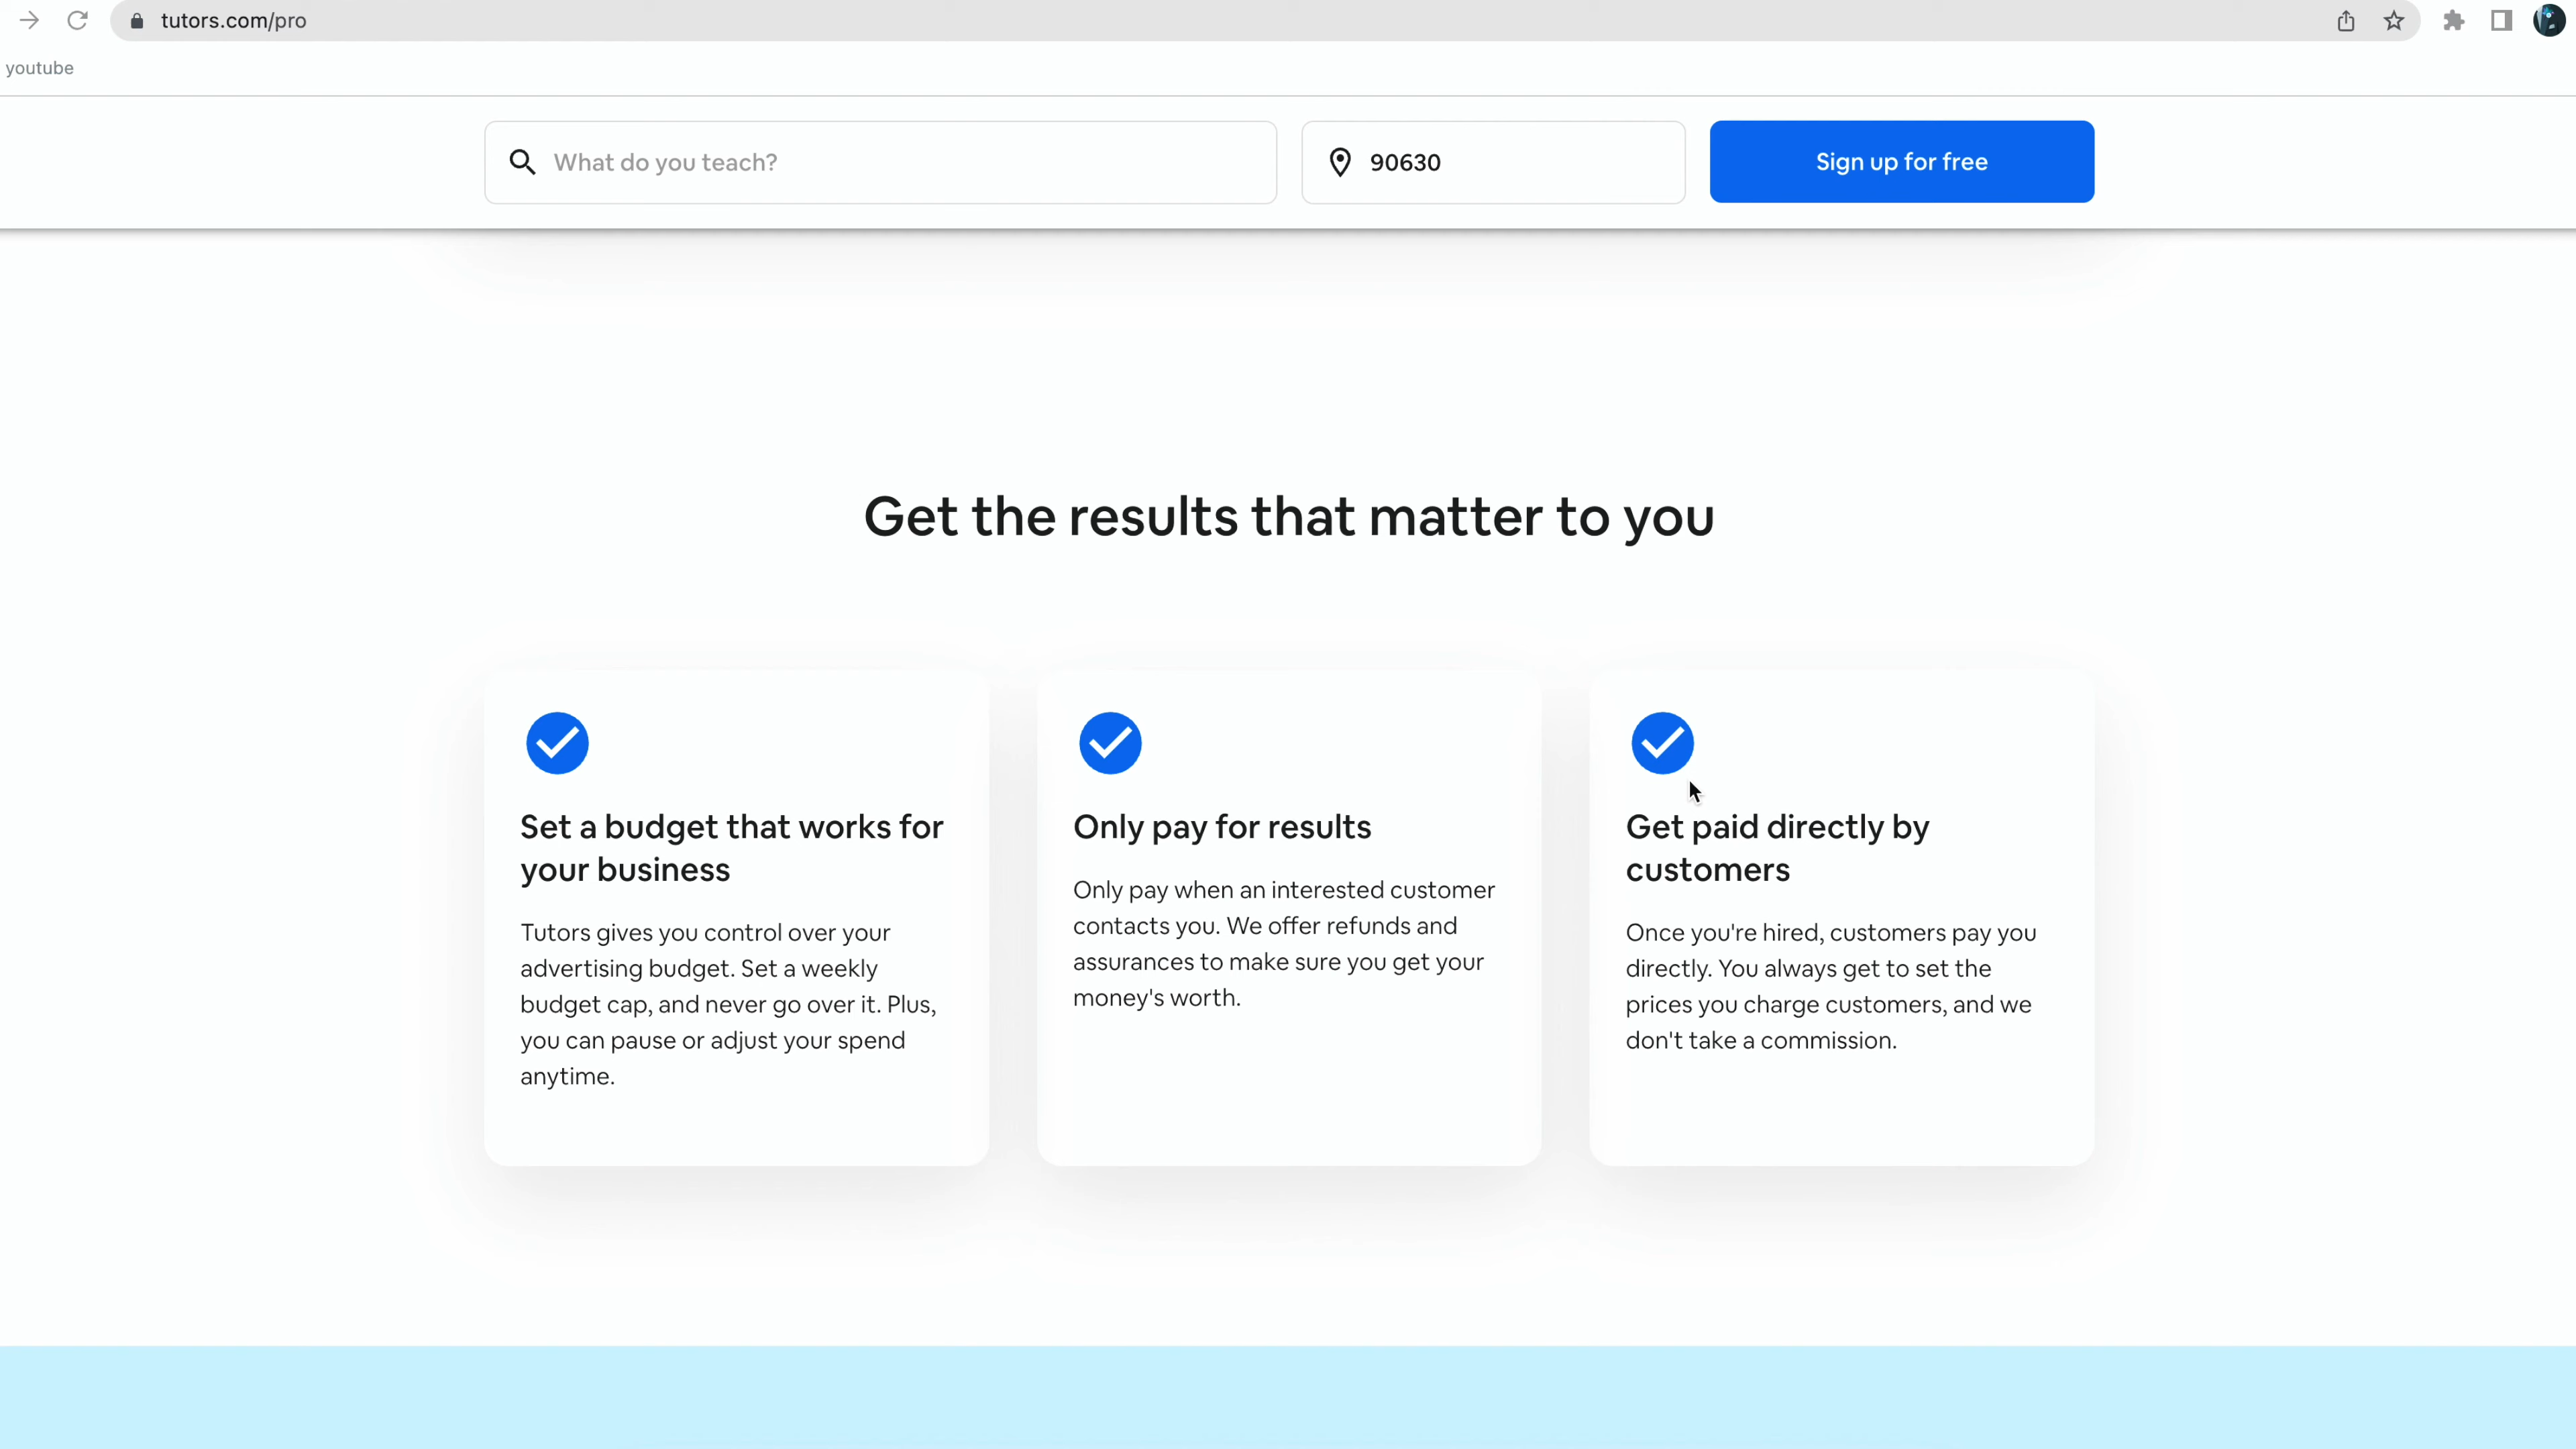 tutors.com/pro
youtube
What do you teach?
90630
Sign up for free
Get the results that matter to you
Set a budget that works for
your business
Tutors gives you control over your
advertising budget. Set a weekly
budget cap, and never go over it. Plus,
you can pause or adjust your spend
anytime.
Only pay for results
Only pay when an interested customer
contacts you. We offer refunds and
assurances to make sure you get your
money's worth.
Get paid directly by
customers
Once you're hired, customers pay you
directly. You always get to set the
prices you charge customers, and we
don't take a commission.